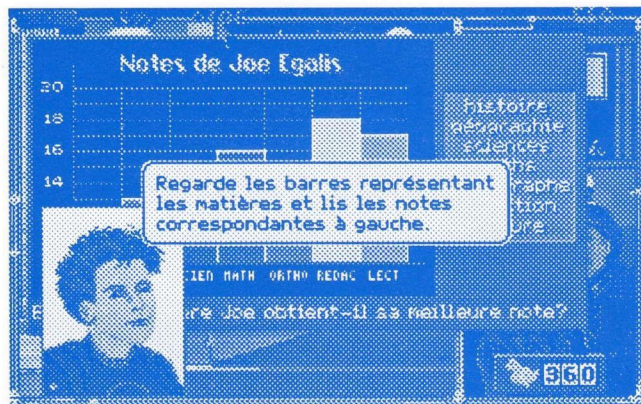 Notes de Joe Egalis
20
18
16
14
histoire
géographie
sciences
Regarde les barres représentant
les matières et lis les notes
correspondantes à gauche.
MATH ORTHO REDAC LECT
Joe obtient-il sa meilleure note?
360